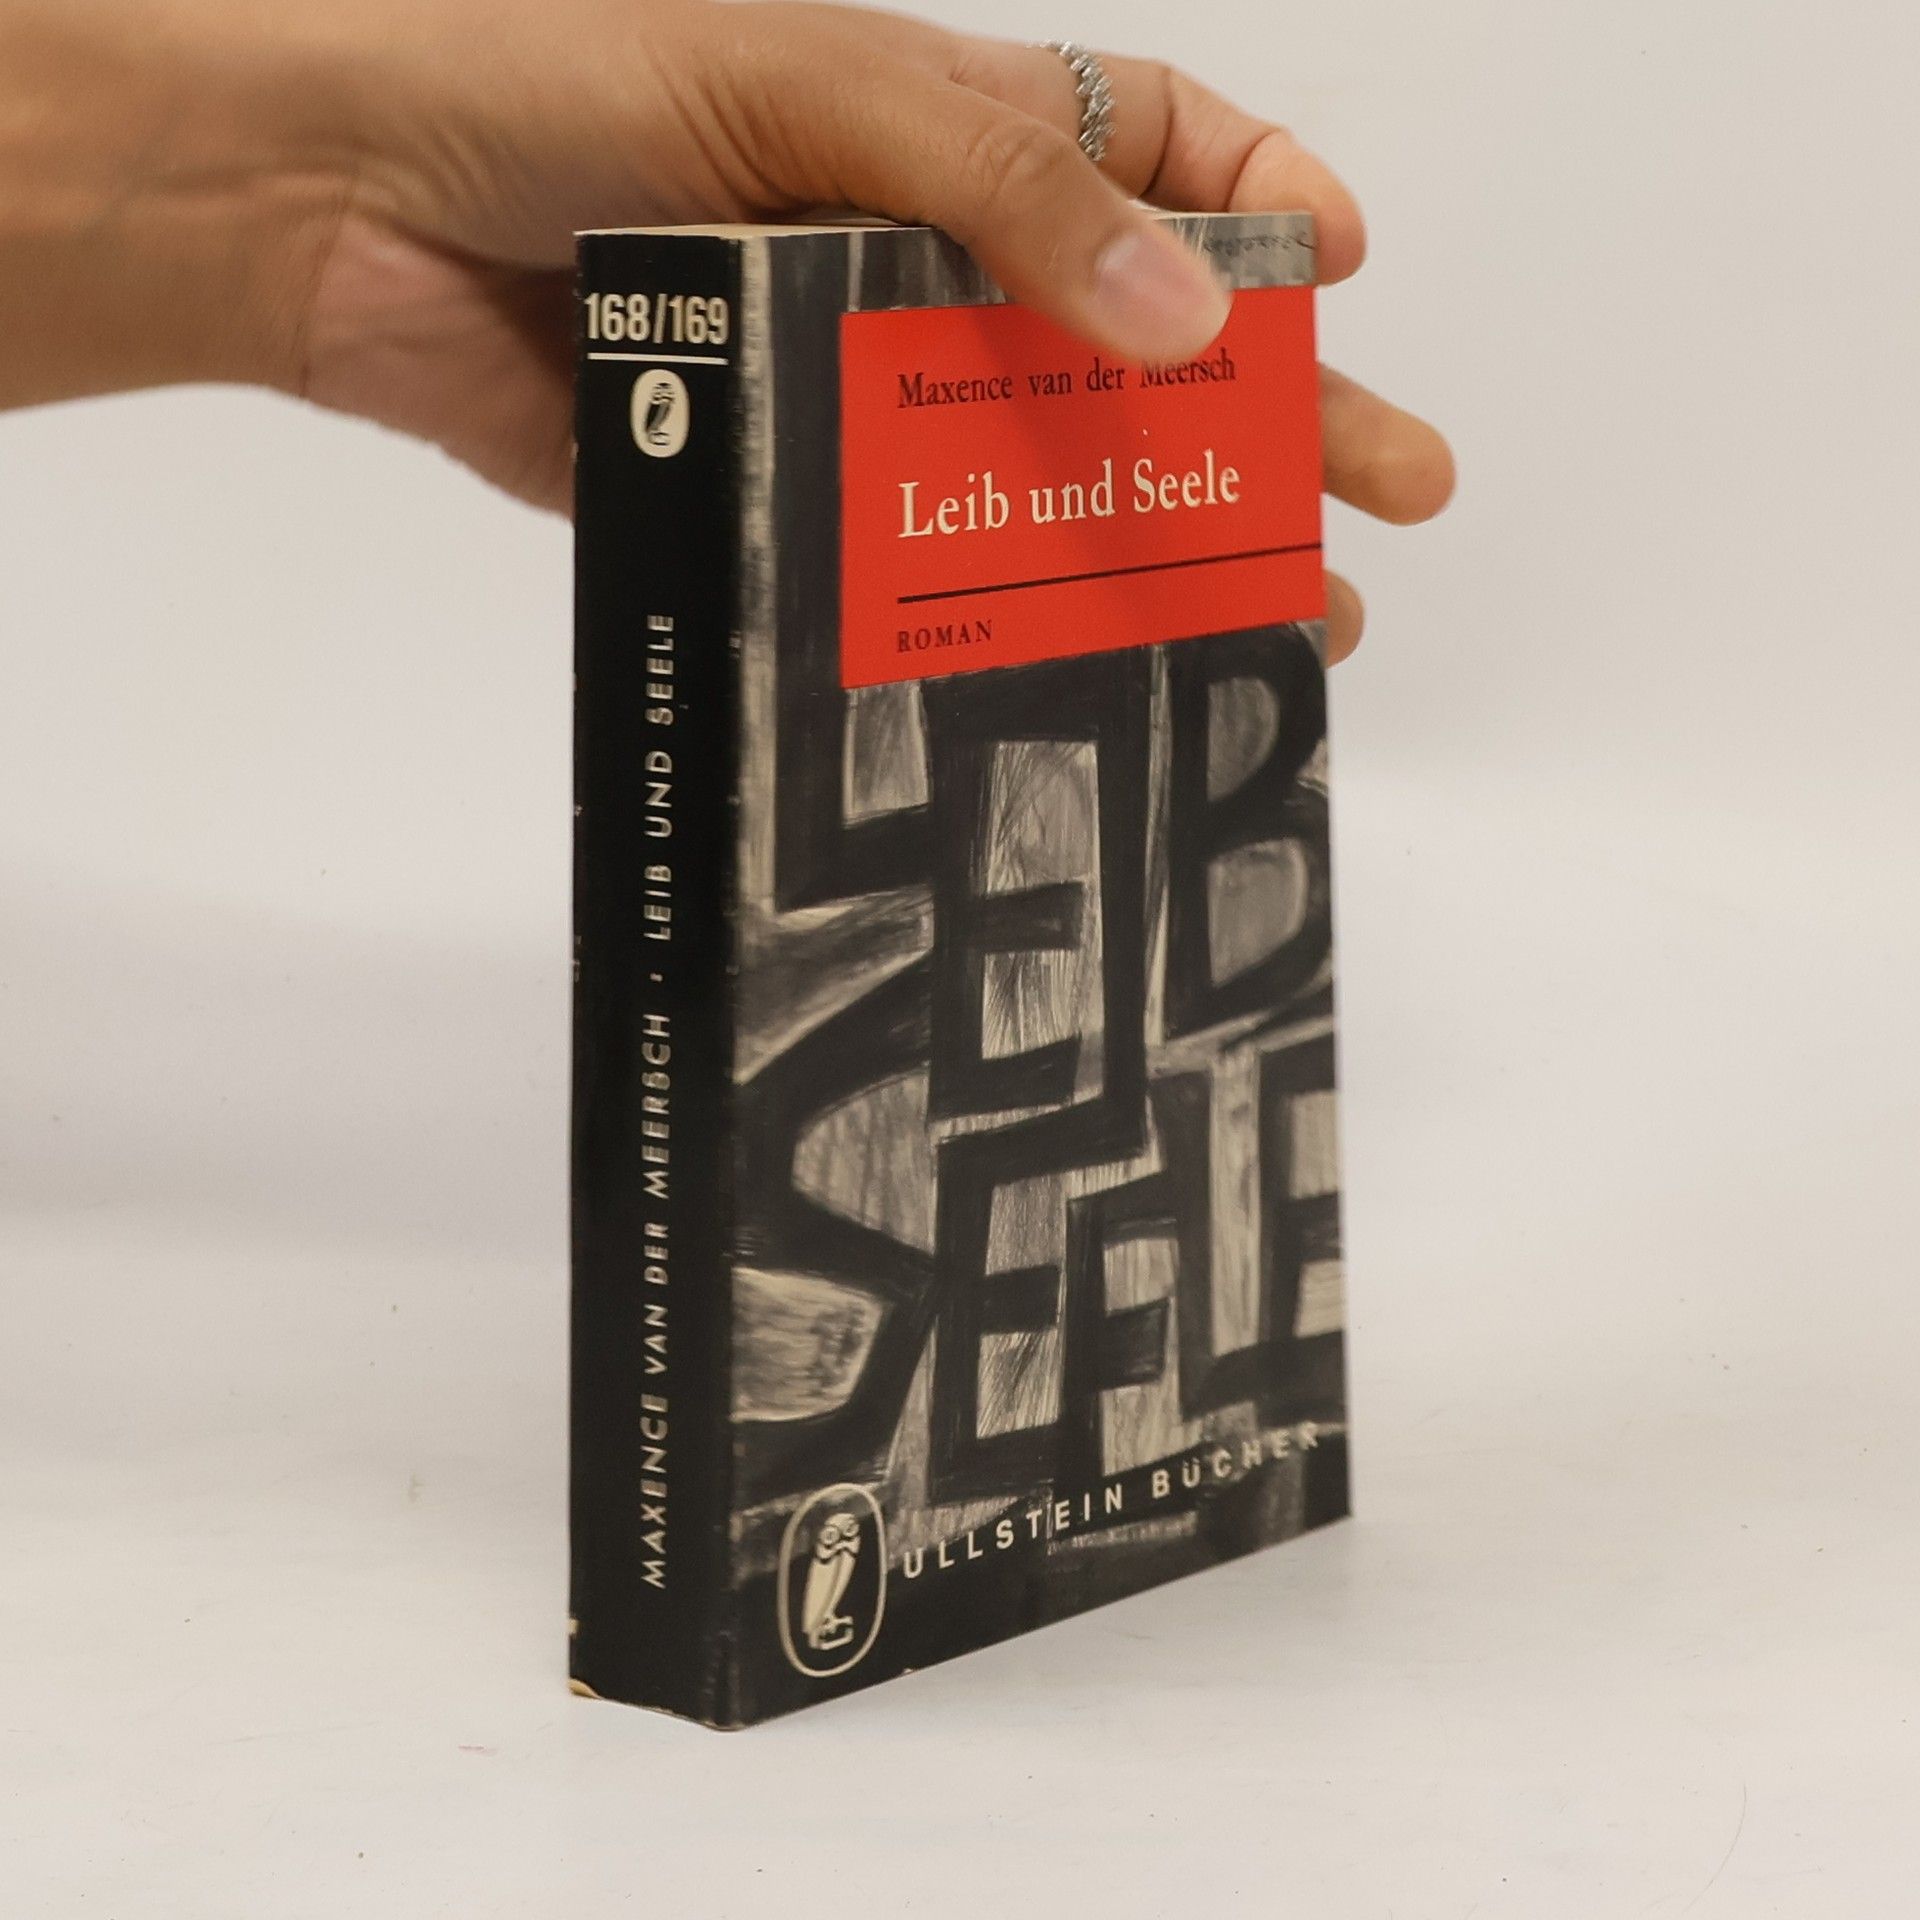 168/169
MAXENCE VAN DER MEERSCH · LEIB UND SEELE
Maxence van der Meersch
Leib und Seele
ROMAN
LEIB
SEELE
ULLSTEIN BÜCHER